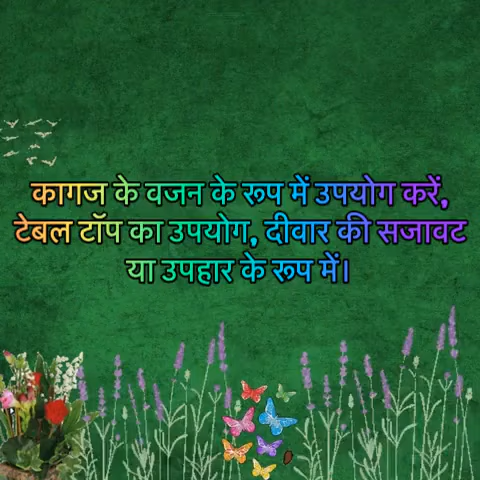 कागज के वजन के रूप में उपयोग करें,
टेबल टॉप का उपयोग, दीवार की सजावट
या उपहार के रूप में।